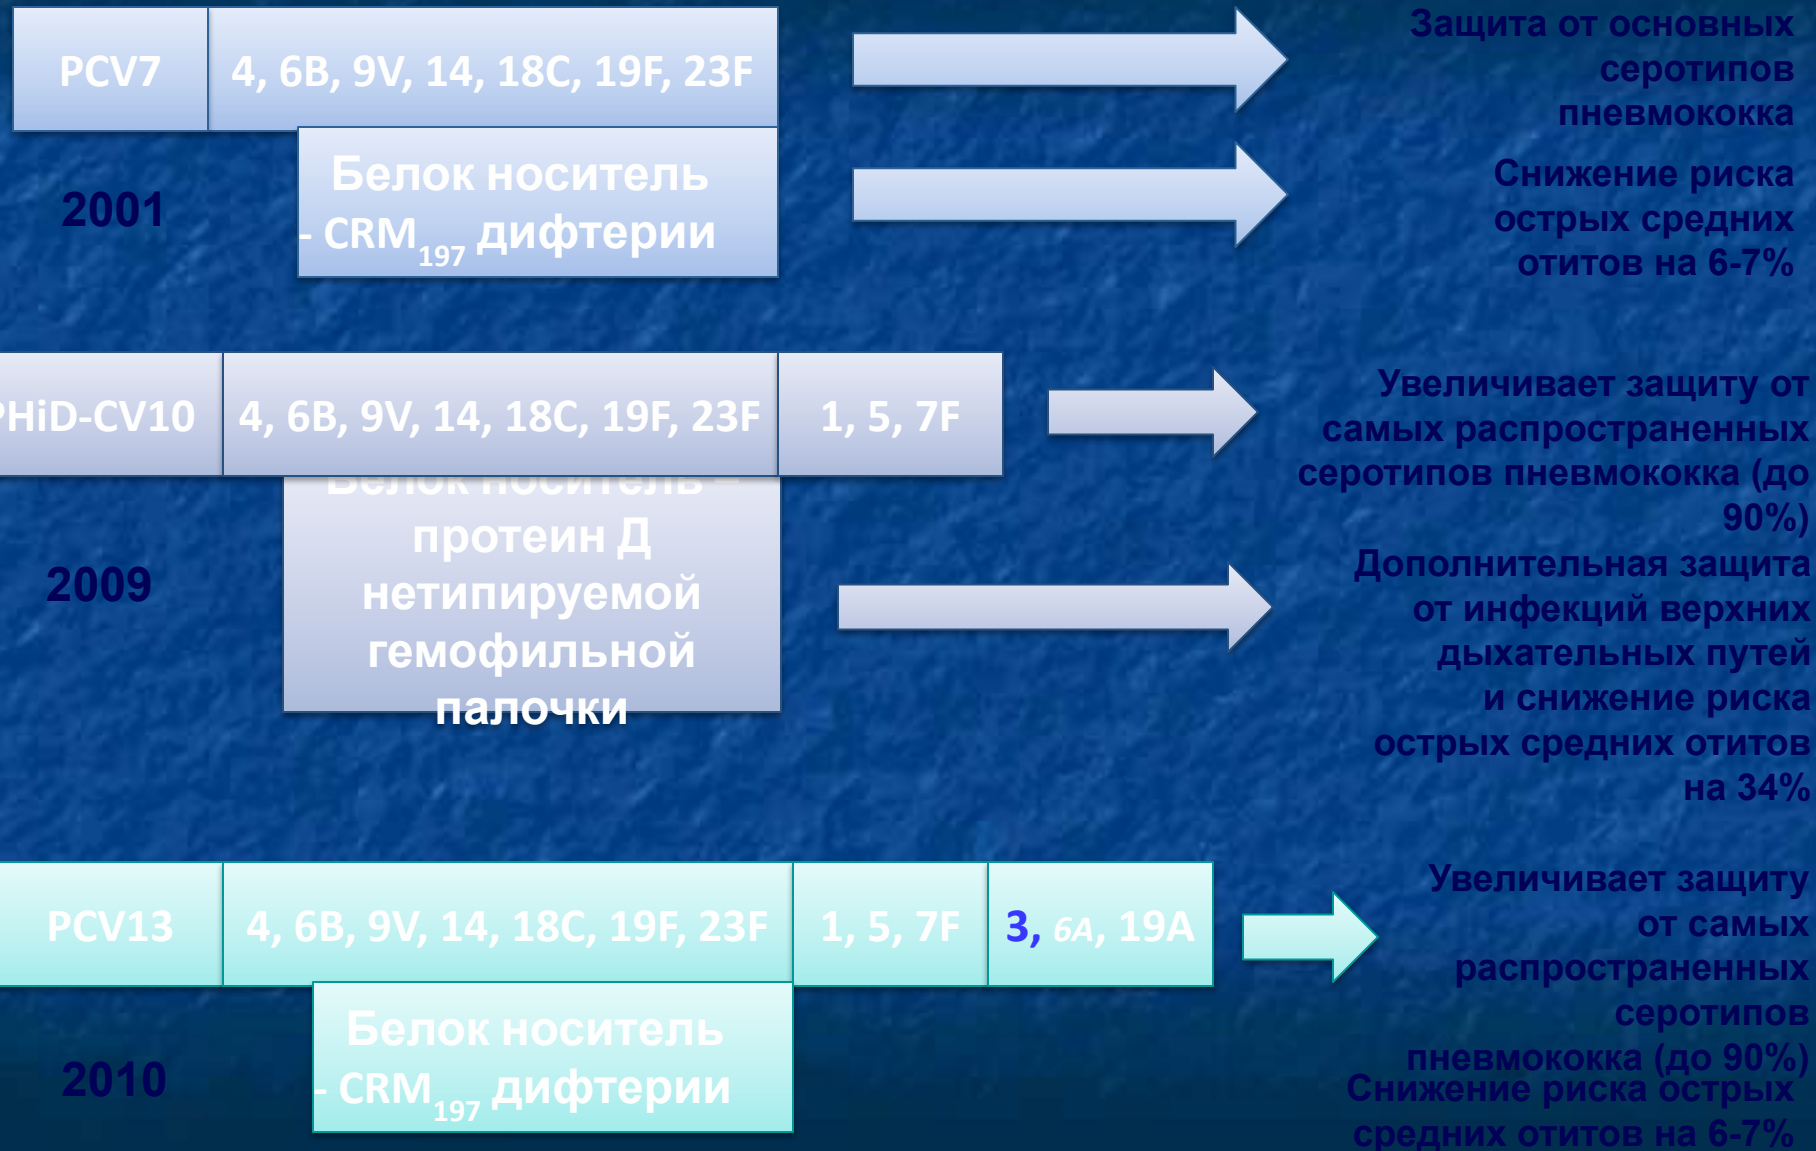 PCV7
4, 6B, 9V, 14, 18C, 19F, 23F
Белок носитель
- CRM197 дифтерии
2001
Защита от основных
серотипов
пневмококка
Снижение риска
острых средних
отитов на 6-7%
PHiD-CV10
4, 6B, 9V, 14, 18C, 19F, 23F
1, 5, 7F
Белок носитель –
протеин Д
нетипируемой
гемофильной
палочки
2009
Увеличивает защиту от
самых распространенных
серотипов пневмококка (до
90%)
Дополнительная защита
от инфекций верхних
дыхательных путей
и снижение риска
острых средних отитов
на 34%
PCV13
4, 6B, 9V, 14, 18C, 19F, 23F
1, 5, 7F
3, 6A, 19A
Белок носитель
- CRM197 дифтерии
2010
Увеличивает защиту
от самых
распространенных
серотипов
пневмококка (до 90%)
Снижение риска острых
средних отитов на 6-7%